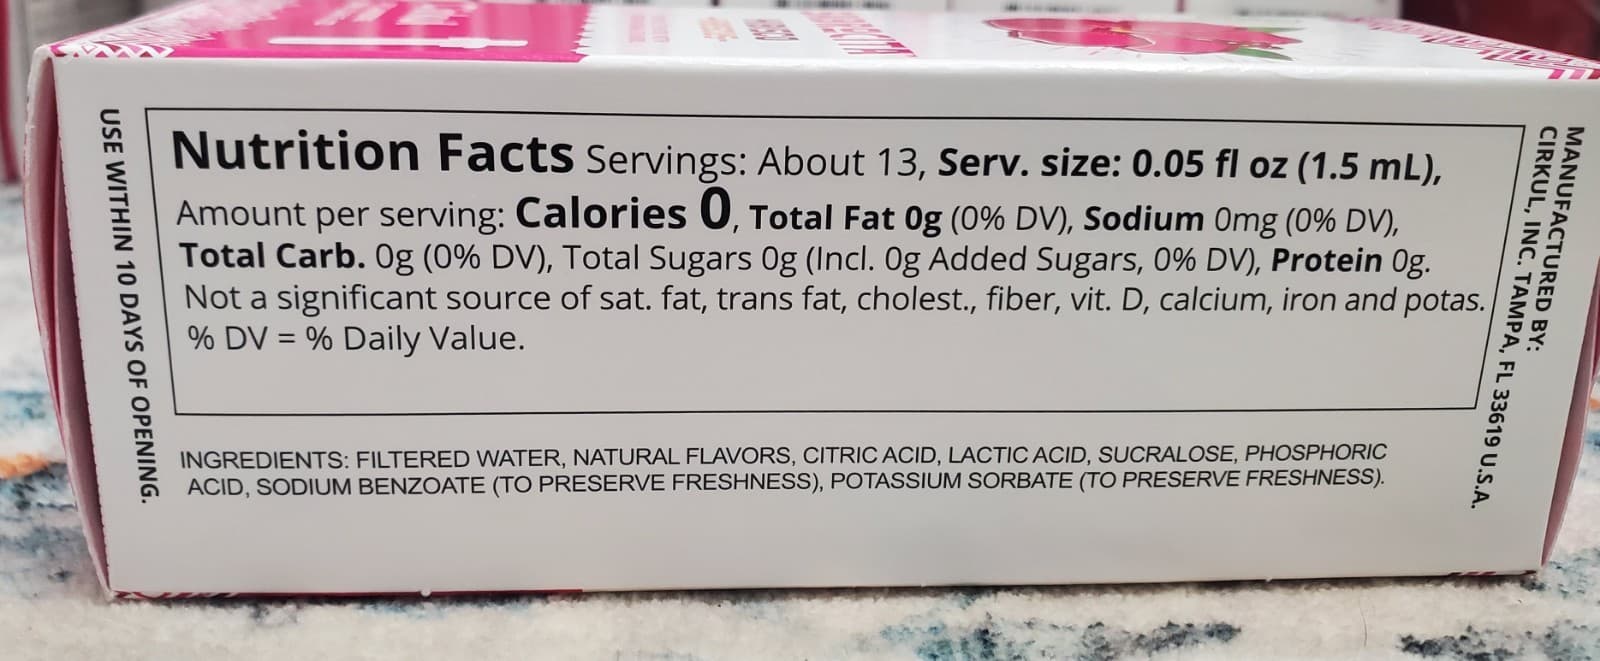 USE WITHIN 10 DAYS OF OPENING.
Nutrition Facts Servings: About 13, Serv. size: 0.05 fl oz (1.5 mL),
Amount per serving: Calories 0, Total Fat 0g (0% DV), Sodium 0mg (0% DV),
Total Carb. 0g (0% DV), Total Sugars 0g (Incl. 0g Added Sugars, 0% DV), Protein 0g.
Not a significant source of sat. fat, trans fat, cholest., fiber, vit. D, calcium, iron and potas.
% DV = % Daily Value.
INGREDIENTS: FILTERED WATER, NATURAL FLAVORS, CITRIC ACID, LACTIC ACID, SUCRALOSE, PHOSPHORIC
ACID, SODIUM BENZOATE (TO PRESERVE FRESHNESS), POTASSIUM SORBATE (TO PRESERVE FRESHNESS).
MANUFACTURED BY:
CIRKUL, INC. TAMPA, FL 33619 U.S.A.